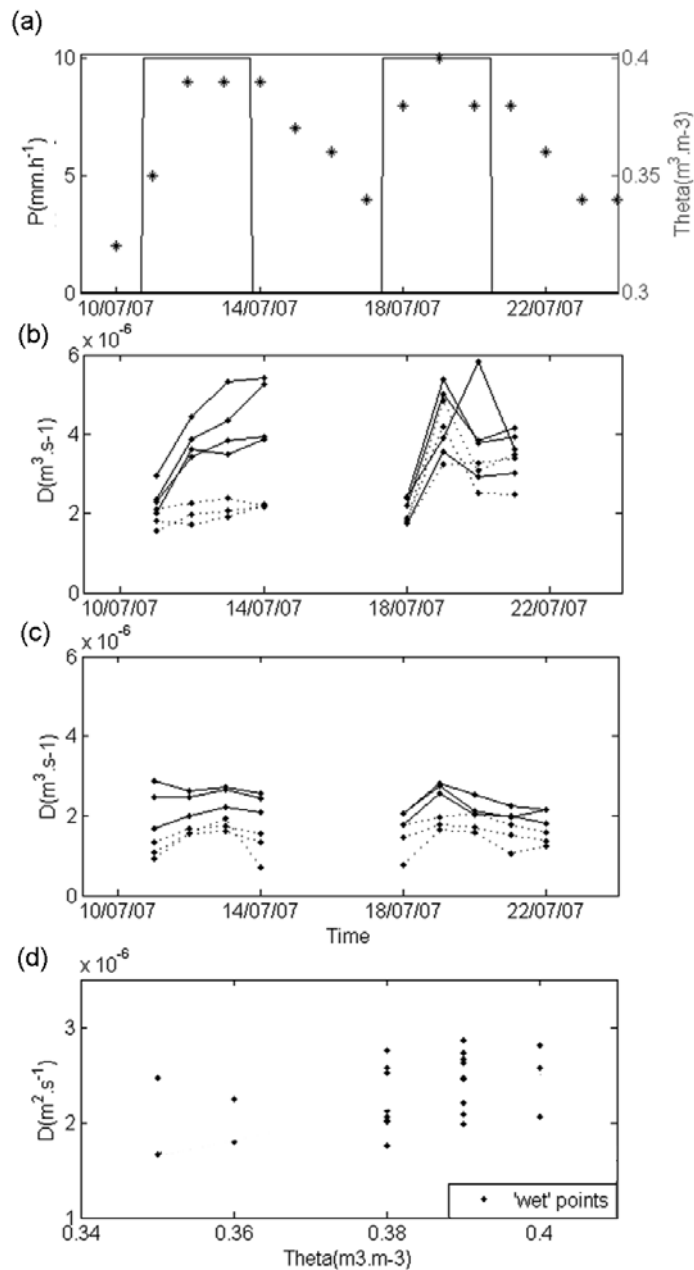 (a)
10
5
0
P(mm.h-1)
0.4
0.35
0.3
Theta(m3.m-3)
10/07/07 14/07/07 18/07/07 22/07/07
(b)
x 10-6
6
4
2
0
D(m3.s-1)
10/07/07 14/07/07 18/07/07 22/07/07
(c)
x 10-6
6
4
2
0
D(m3.s-1)
10/07/07 14/07/07 18/07/07 22/07/07
Time
(d)
x 10-6
3
2
1
D(m2.s-1)
'wet' points
0.34 0.36 0.38 0.4
Theta(m3.m-3)